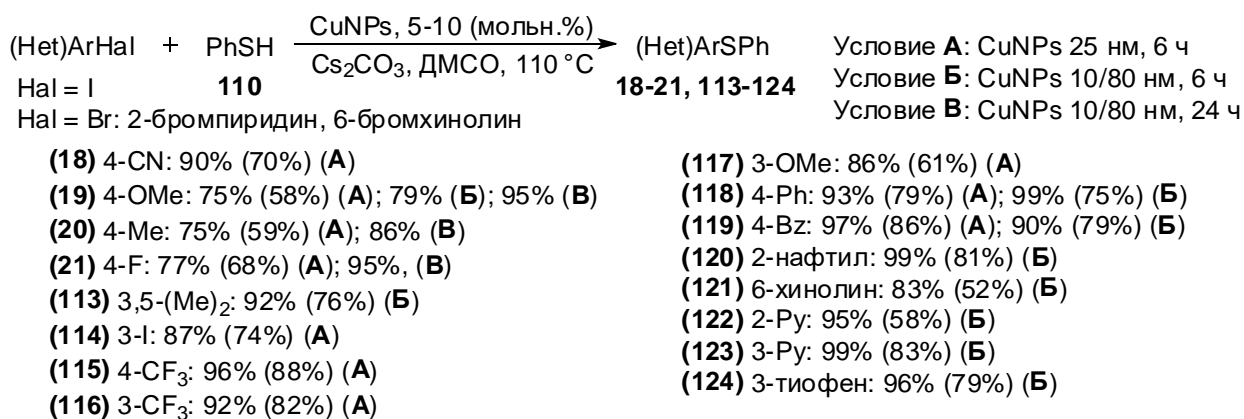 (Het)ArHal + PhSH CuNPs, 5-10 (мольн.%) (Het)ArSPh
Cs2CO3, ДМСО, 110 °C
Hal = I 110 18-21, 113-124
Hal = Br: 2-бромпиридин, 6-бромхинолин
Условие А: CuNPs 25 нм, 6 ч
Условие Б: CuNPs 10/80 нм, 6 ч
Условие В: CuNPs 10/80 нм, 24 ч
(18) 4-CN: 90% (70%) (А)
(19) 4-OMe: 75% (58%) (А); 79% (Б); 95% (В)
(20) 4-Me: 75% (59%) (А); 86% (В)
(21) 4-F: 77% (68%) (А); 95%, (В)
(113) 3,5-(Me)2: 92% (76%) (Б)
(114) 3-I: 87% (74%) (А)
(115) 4-CF3: 96% (88%) (А)
(116) 3-CF3: 92% (82%) (А)
(117) 3-OMe: 86% (61%) (А)
(118) 4-Ph: 93% (79%) (А); 99% (75%) (Б)
(119) 4-Bz: 97% (86%) (А); 90% (79%) (Б)
(120) 2-нафтил: 99% (81%) (Б)
(121) 6-хинолин: 83% (52%) (Б)
(122) 2-Py: 95% (58%) (Б)
(123) 3-Py: 99% (83%) (Б)
(124) 3-тиофен: 96% (79%) (Б)